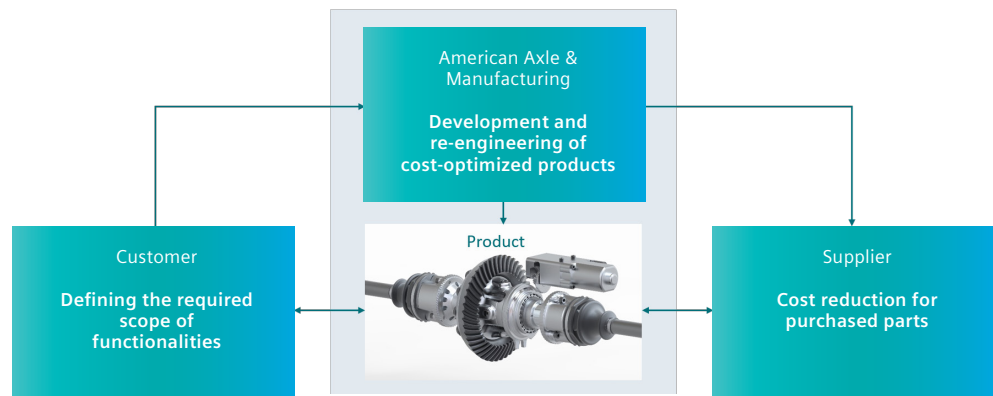 American Axle &
Manufacturing
Development and
re-engineering of
cost-optimized products
Product
Customer
Defining the required
scope of
functionalities
Supplier
Cost reduction for
purchased parts